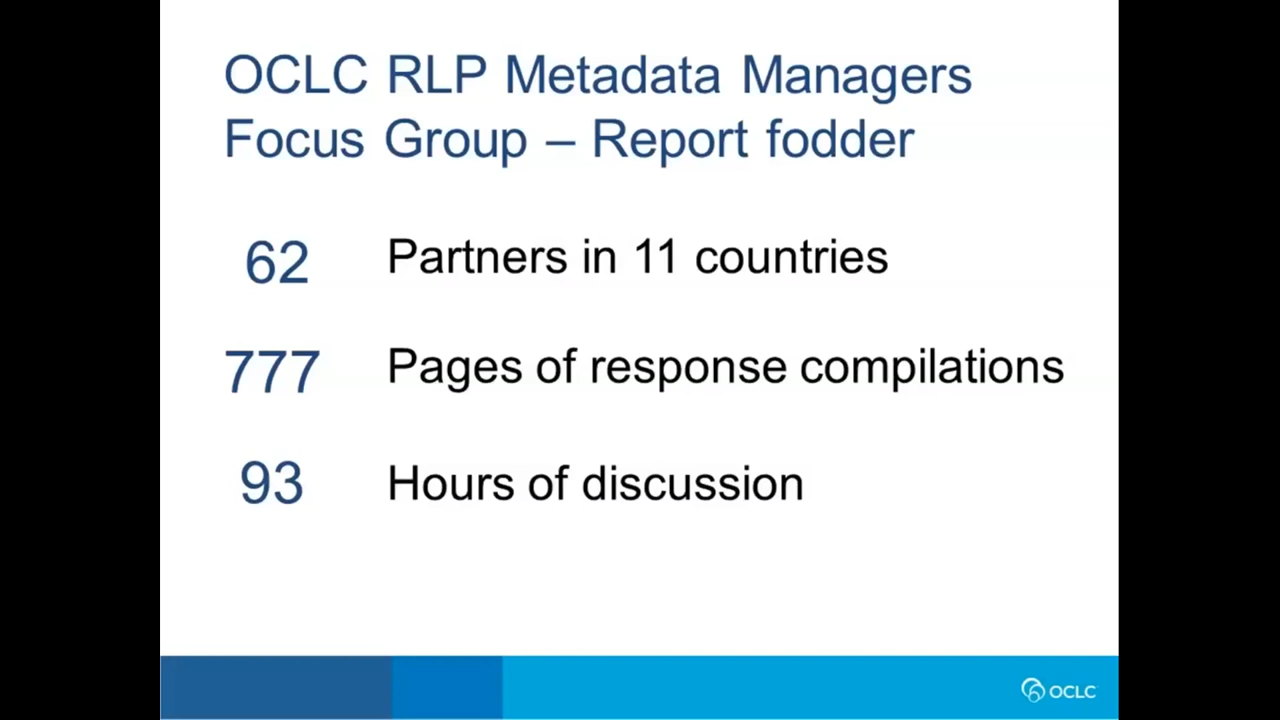 OCLC RLP Metadata Managers
Focus Group – Report fodder
62 Partners in 11 countries
777 Pages of response compilations
93 Hours of discussion
OCLC